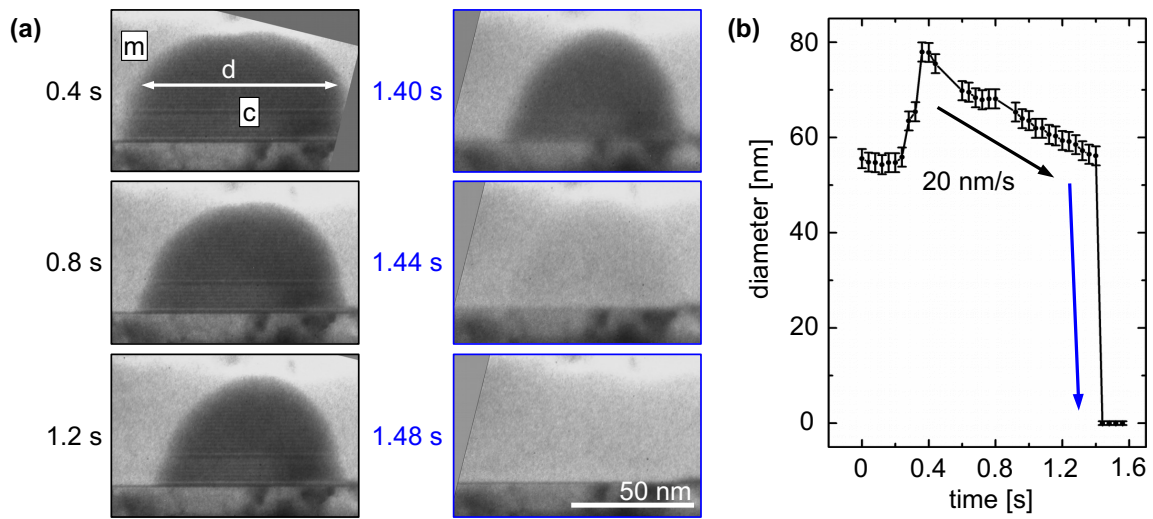 (a)
m
d
c
0.4 s
1.40 s
0.8 s
1.44 s
1.2 s
1.48 s
50 nm
(b)
80
60
40
20
0
diameter [nm]
20 nm/s
0 0.4 0.8 1.2 1.6
time [s]